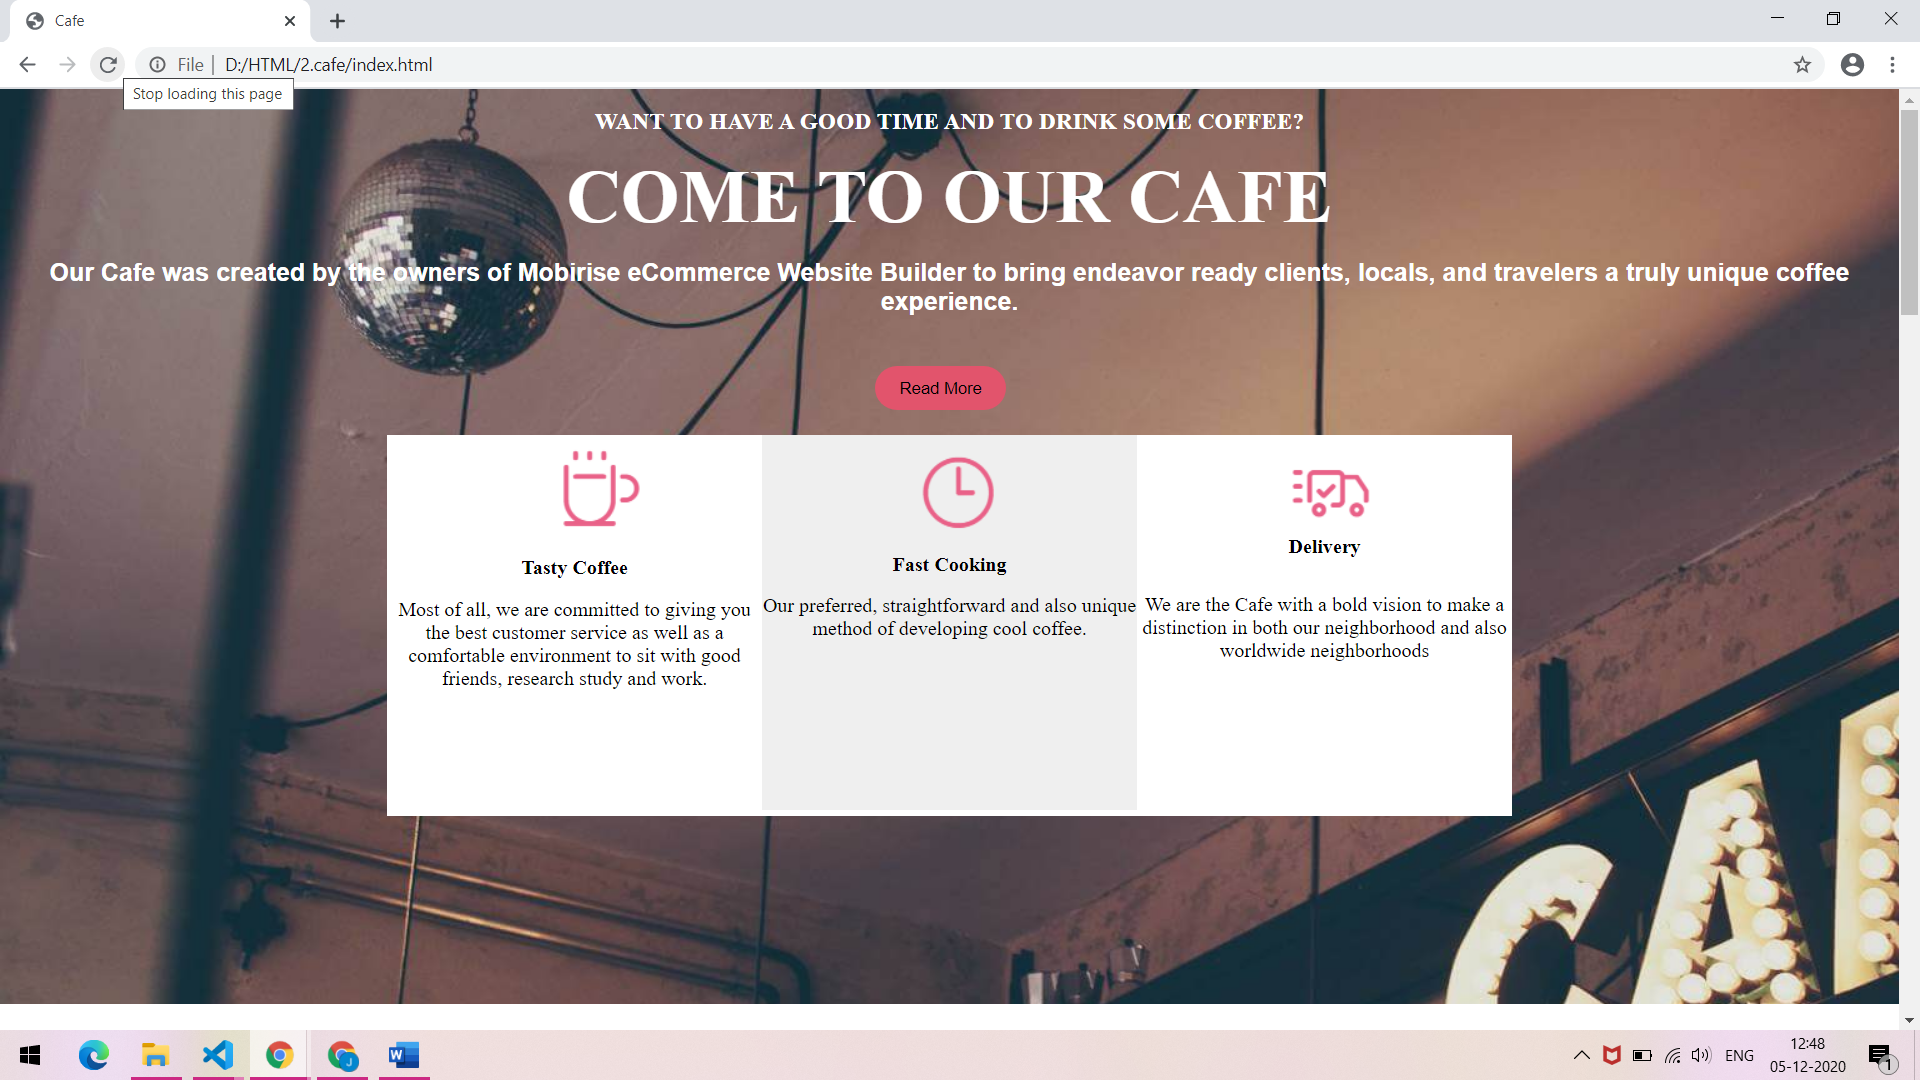 Cafe
File
D:/HTML/2.cafe/index.html
Stop loading this page
WANT TO HAVE A GOOD TIME AND TO DRINK SOME COFFEE?
COME TO OUR CAFE
Our Cafe was created by the owners of Mobirise eCommerce Website Builder to bring endeavor ready clients, locals, and travelers a truly unique coffee
experience.
Read More
Tasty Coffee
Most of all, we are committed to giving you
the best customer service as well as a
comfortable environment to sit with good
friends, research study and work.
Fast Cooking
Our preferred, straightforward and also unique
method of developing cool coffee.
Delivery
We are the Cafe with a bold vision to make a
distinction in both our neighborhood and also
worldwide neighborhoods
CAF
J
W
ENG
12:48
05-12-2020
1